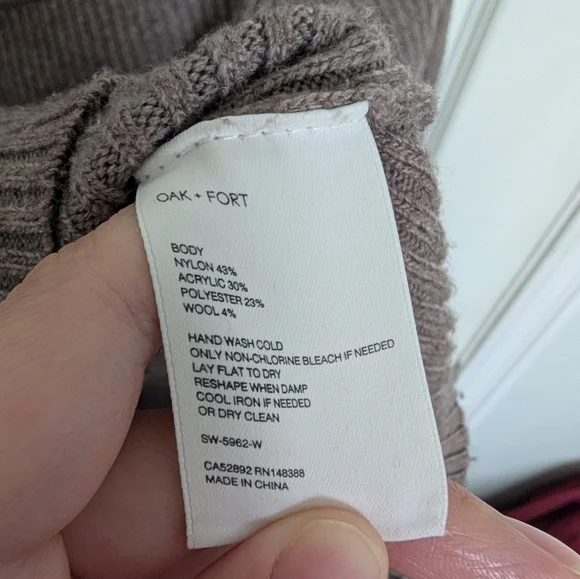 OAK + FORT
BODY
NYLON 43%
ACRYLIC 30%
POLYESTER 23%
WOOL 4%
HAND WASH COLD
ONLY NON-CHLORINE BLEACH IF NEEDED
LAY FLAT TO DRY
RESHAPE WHEN DAMP
COOL IRON IF NEEDED
OR DRY CLEAN
SW-5962-W
CA52892 RN148388
MADE IN CHINA